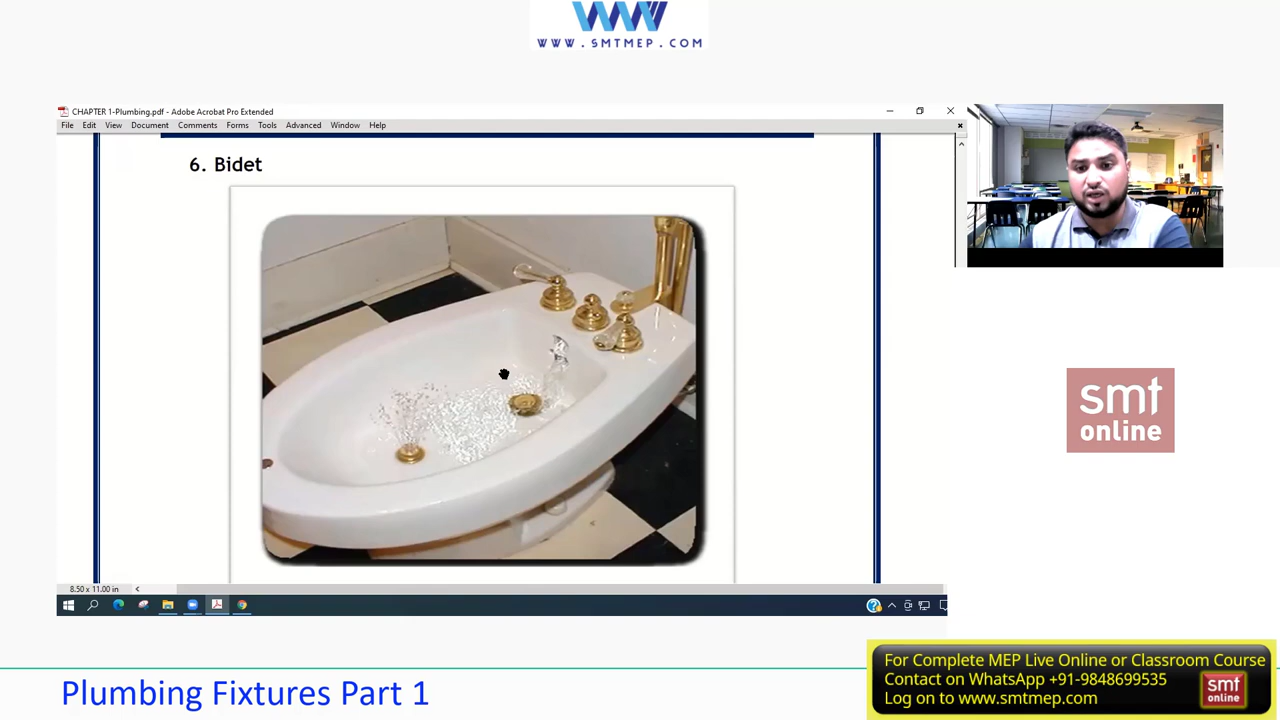 WWW.SMTMEP.COM
CHAPTER 1-Plumbing.pdf - Adobe Acrobat Pro Extended
File Edit View Document Comments Forms Tools Advanced Window Help
6. Bidet
smt
online
8.50 x 11.00 in
Plumbing Fixtures Part 1
For Complete MEP Live Online or Classroom Course
Contact on WhatsApp +91-9848699535
Log on to www.smtmep.com
smt
online